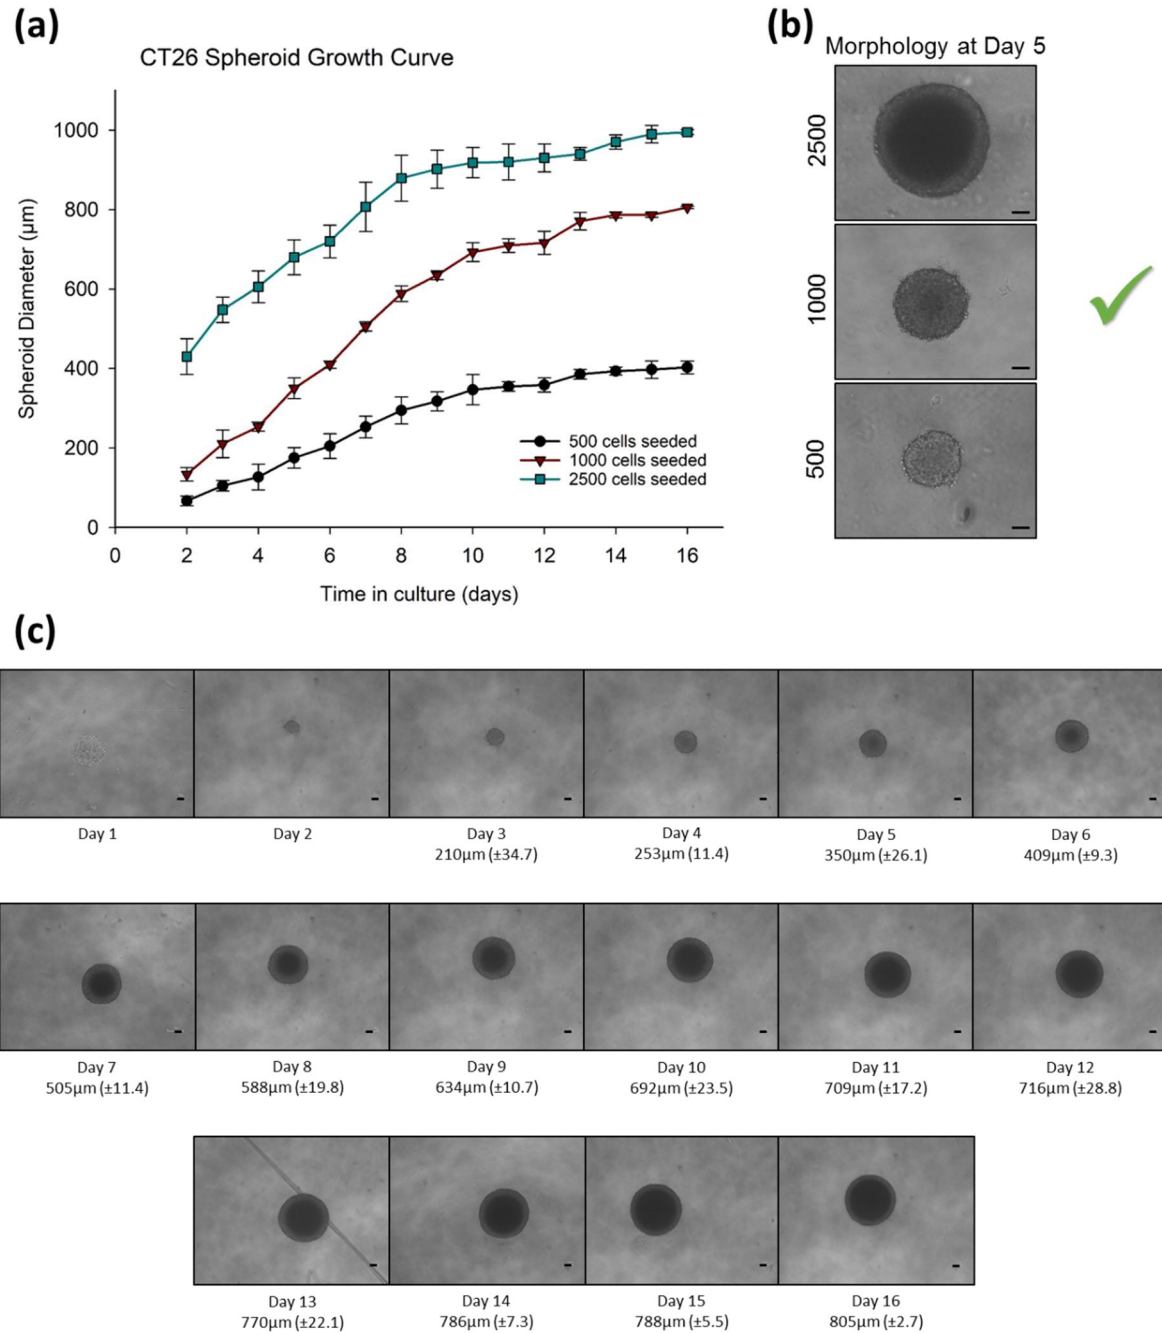 (a)
CT26 Spheroid Growth Curve
Spheroid Diameter (µm)
1000
800
600
400
200
0
500 cells seeded
1000 cells seeded
2500 cells seeded
0 2 4 6 8 10 12 14 16
Time in culture (days)
(b)
Morphology at Day 5
2500
1000
500
(c)
Day 1
Day 2
Day 3
210µm (±34.7)
Day 4
253µm (11.4)
Day 5
350µm (±26.1)
Day 6
409µm (±9.3)
Day 7
505µm (±11.4)
Day 8
588µm (±19.8)
Day 9
634µm (±10.7)
Day 10
692µm (±23.5)
Day 11
709µm (±17.2)
Day 12
716µm (±28.8)
Day 13
770µm (±22.1)
Day 14
786µm (±7.3)
Day 15
788µm (±5.5)
Day 16
805µm (±2.7)